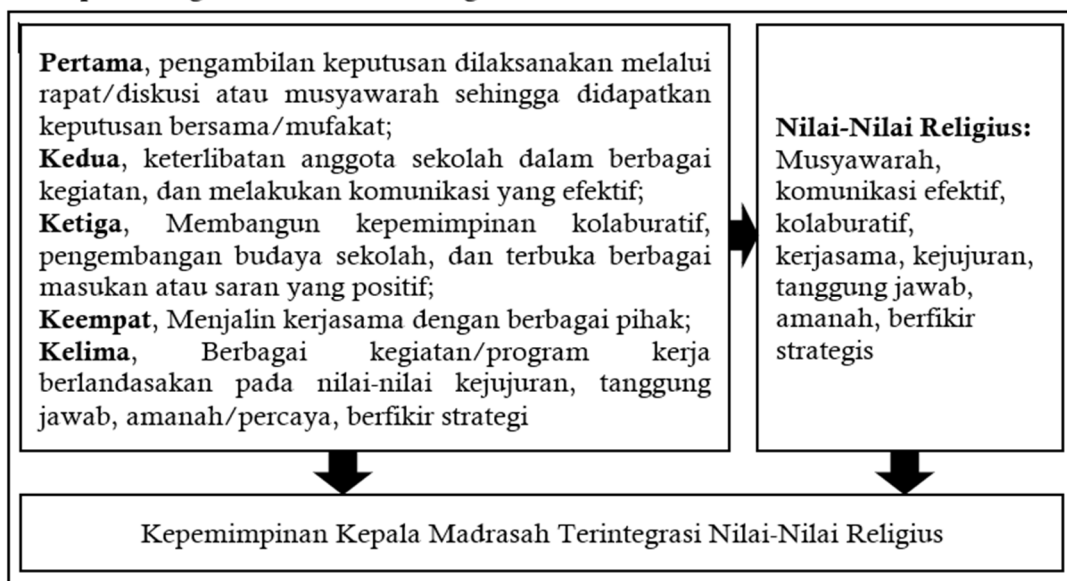 Pertama, pengambilan keputusan dilaksanakan melalui
rapat/diskusi atau musyawarah sehingga didapatkan
keputusan bersama/mufakat;
Kedua, keterlibatan anggota sekolah dalam berbagai
kegiatan, dan melakukan komunikasi yang efektif;
Ketiga, Membangun kepemimpinan kolaburatif,
pengembangan budaya sekolah, dan terbuka berbagai
masukan atau saran yang positif;
Keempat, Menjalin kerjasama dengan berbagai pihak;
Kelima, Berbagai kegiatan/program kerja
berlandasakan pada nilai-nilai kejujuran, tanggung
jawab, amanah/percaya, berfikir strategi
Nilai-Nilai Religius:
Musyawarah,
komunikasi efektif,
kolaburatif,
kerjasama, kejujuran,
tanggung jawab,
amanah, berfikir
strategis
Kepemimpinan Kepala Madrasah Terintegrasi Nilai-Nilai Religius